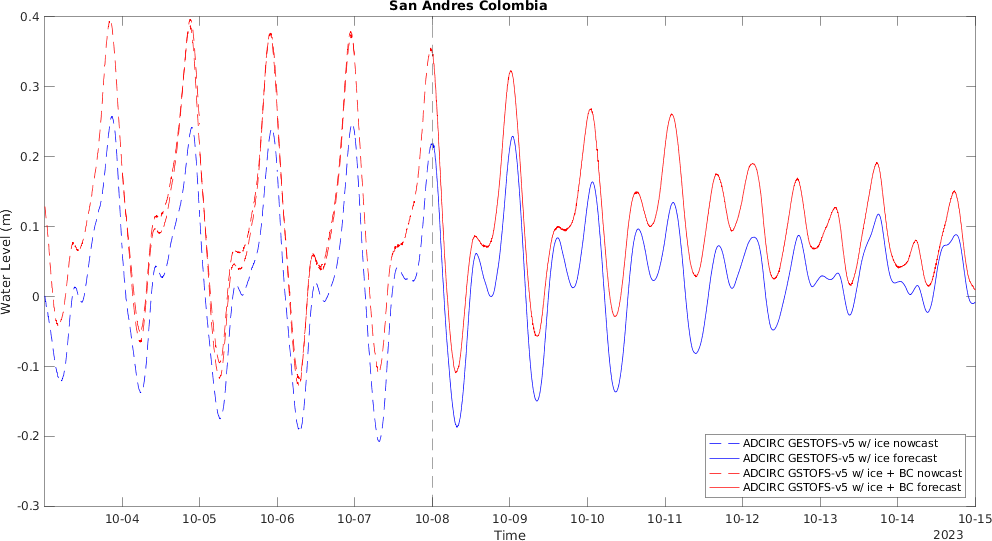 San Andres Colombia
0.4
0.3
0.2
0.1
0
-0.1
-0.2
-0.3
Water Level (m)
10-04 10-05 10-06 10-07 10-08 10-09 10-10 10-11 10-12 10-13 10-14 10-15
Time
2023
ADCIRC GESTOFS-v5 w/ ice nowcast
ADCIRC GESTOFS-v5 w/ ice forecast
ADCIRC GSTOFS-v5 w/ ice + BC nowcast
ADCIRC GSTOFS-v5 w/ ice + BC forecast